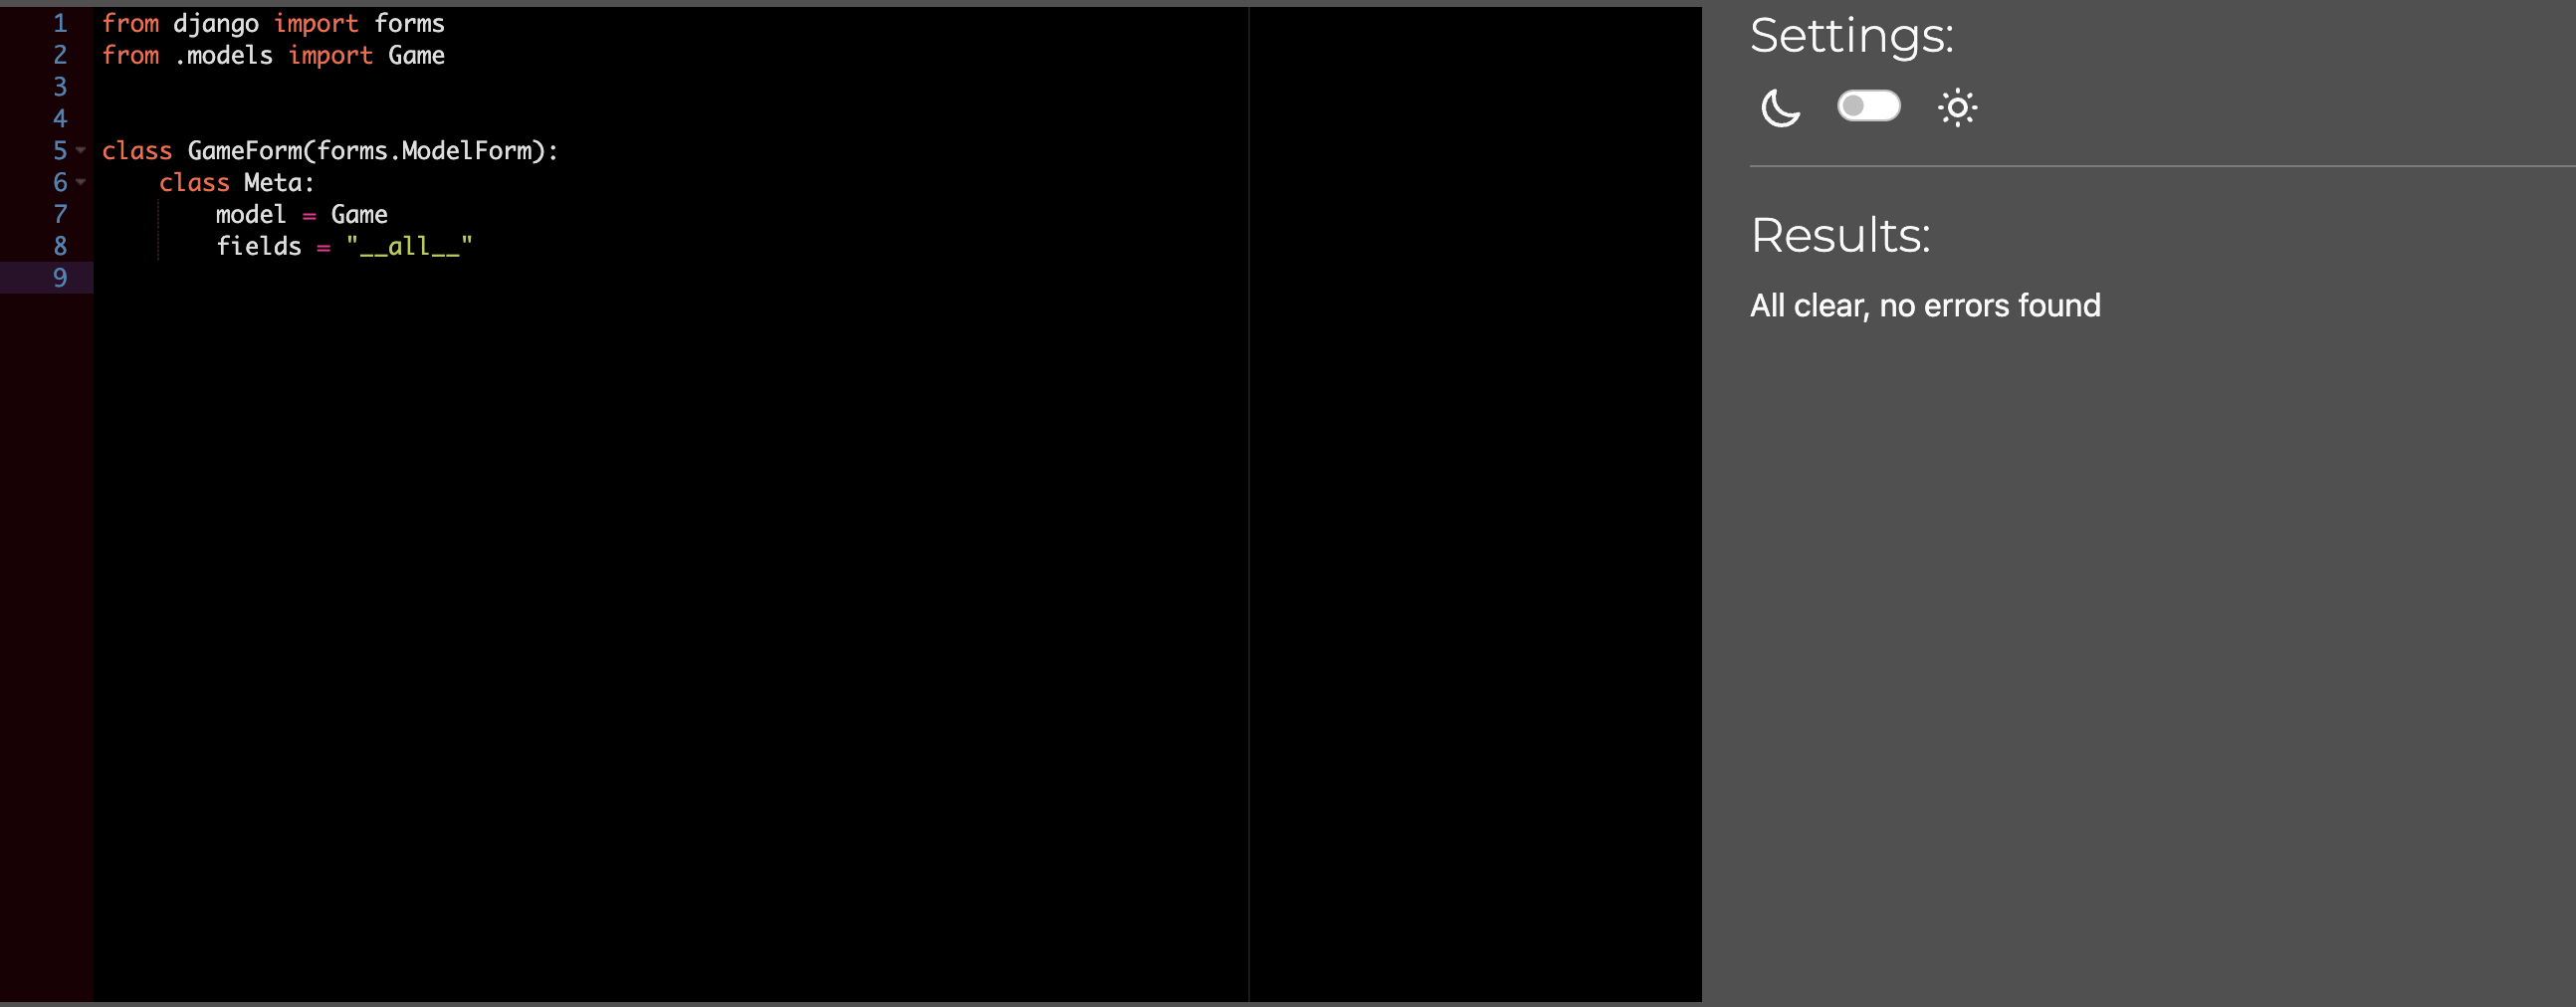 1 from django import forms
2 from .models import Game
3
4
5 class GameForm(forms.ModelForm):
6     class Meta:
7         model = Game
8         fields = "__all__"
9
Settings:
Results:
All clear, no errors found